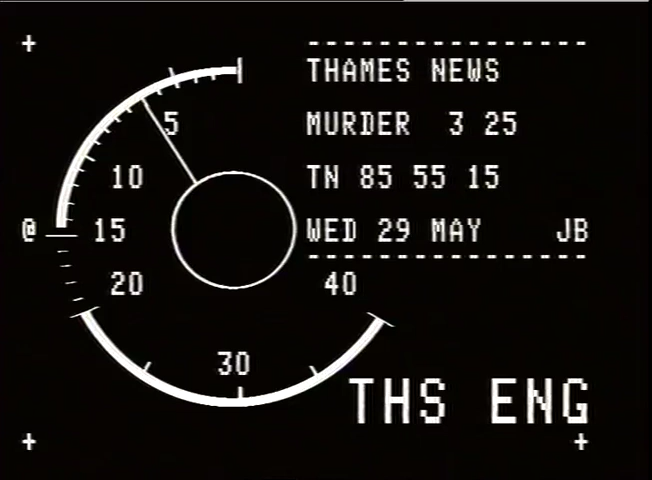 THAMES NEWS
MURDER 3 25
TN 85 55 15
WED 29 MAY JB
5
10
@ 15
20
30
40
THS ENG